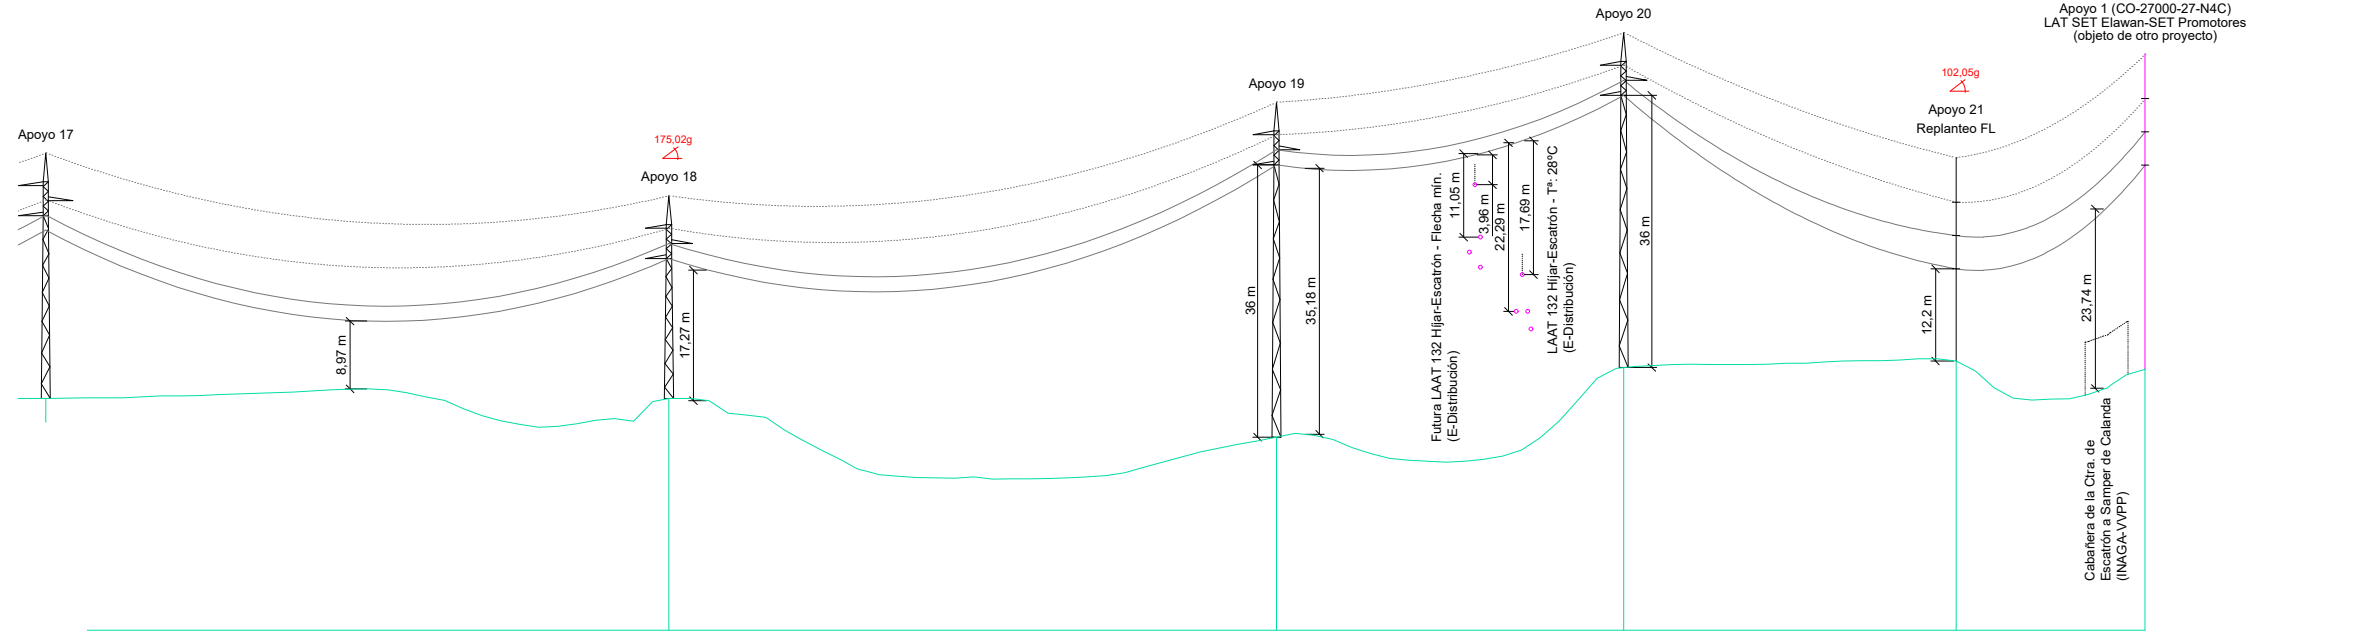 Apoyo 17
8,97 m
175,02g
Apoyo 18
17,27 m
Apoyo 19
36 m
35,18 m
Futura LAAT 132 Híjar-Escatrón - Flecha mín.
(E-Distribución)
11,05 m
3,96 m
22,29 m
17,69 m
LAAT 132 Híjar-Escatrón - Tª: 28ºC
(E-Distribución)
Apoyo 20
36 m
102,05g
Apoyo 21
Replanteo FL
12,2 m
Apoyo 1 (CO-27000-27-N4C)
LAT SET Elawan-SET Promotores
(objeto de otro proyecto)
23,74 m
Cabañera de la Ctra. de
Escatrón a Samper de Calanda
(INAGA-VVPP)